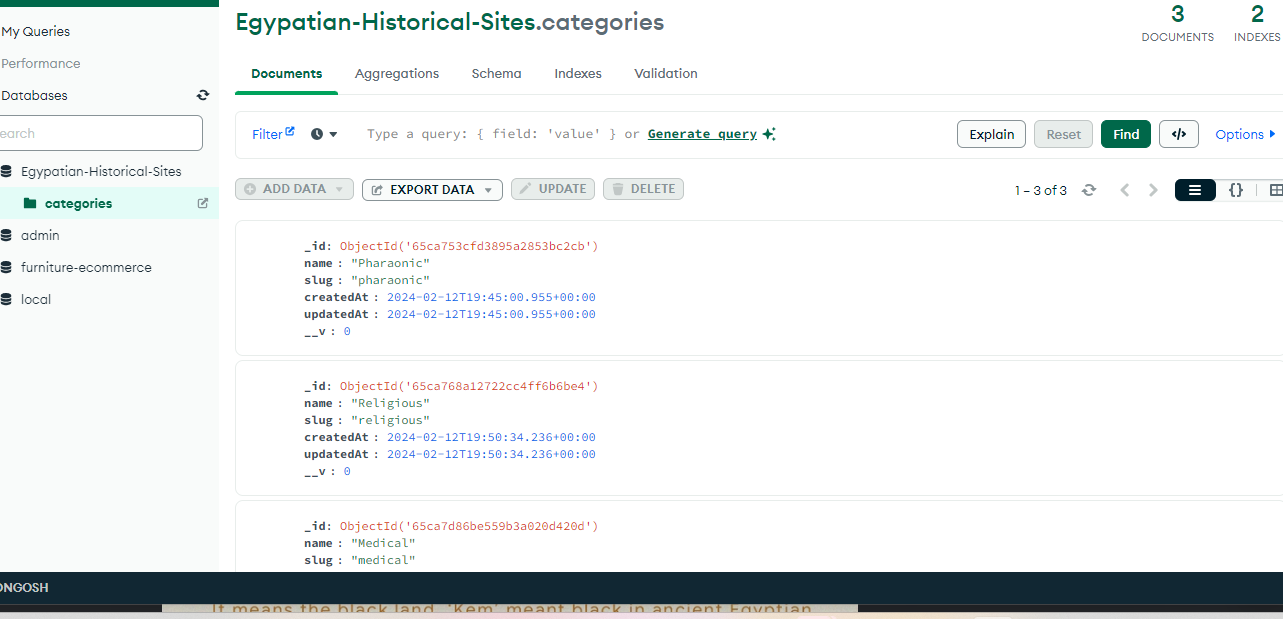 My Queries
Performance
Databases
earch
Egypatian-Historical-Sites
categories
admin
furniture-ecommerce
local
Egypatian-Historical-Sites.categories
3
DOCUMENTS
2
INDEXES
Documents Aggregations Schema Indexes Validation
Filter Type a query: { field: 'value' } or Generate query Explain Reset Find </> Options
ADD DATA EXPORT DATA UPDATE DELETE 1 – 3 of 3 {}
_id: ObjectId('65ca753cfd3895a2853bc2cb')
name : "Pharaonic"
slug : "pharaonic"
createdAt : 2024-02-12T19:45:00.955+00:00
updatedAt : 2024-02-12T19:45:00.955+00:00
__v : 0
_id: ObjectId('65ca768a12722cc4ff6b6be4')
name : "Religious"
slug : "religious"
createdAt : 2024-02-12T19:50:34.236+00:00
updatedAt : 2024-02-12T19:50:34.236+00:00
__v : 0
_id: ObjectId('65ca7d86be559b3a020d420d')
name : "Medical"
slug : "medical"
ONGOSH
It means the black land. 'Kem' meant black in ancient Egyptian